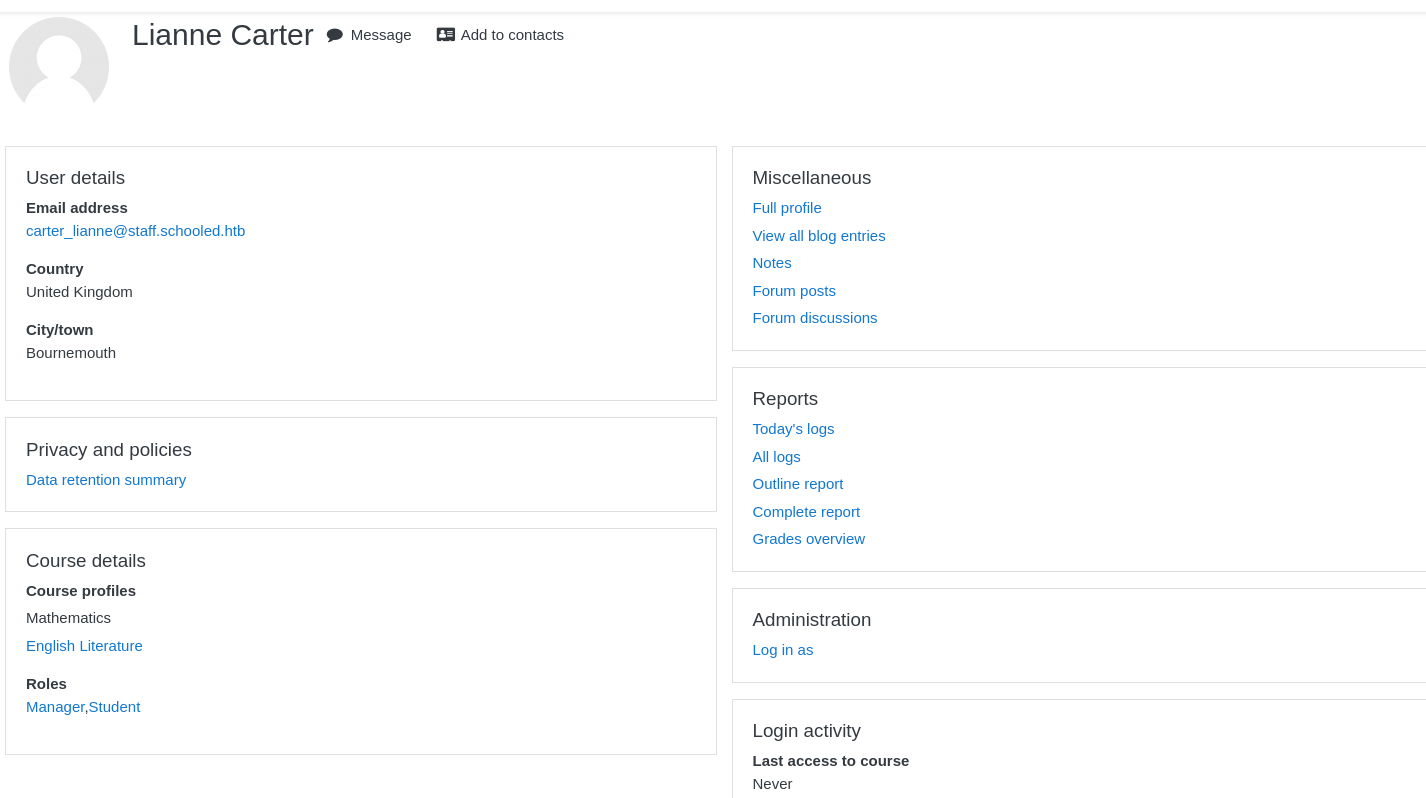 Lianne Carter Message Add to contacts
User details
Email address
carter_lianne@staff.schooled.htb
Country
United Kingdom
City/town
Bournemouth
Privacy and policies
Data retention summary
Course details
Course profiles
Mathematics
English Literature
Roles
Manager,Student
Miscellaneous
Full profile
View all blog entries
Notes
Forum posts
Forum discussions
Reports
Today's logs
All logs
Outline report
Complete report
Grades overview
Administration
Log in as
Login activity
Last access to course
Never